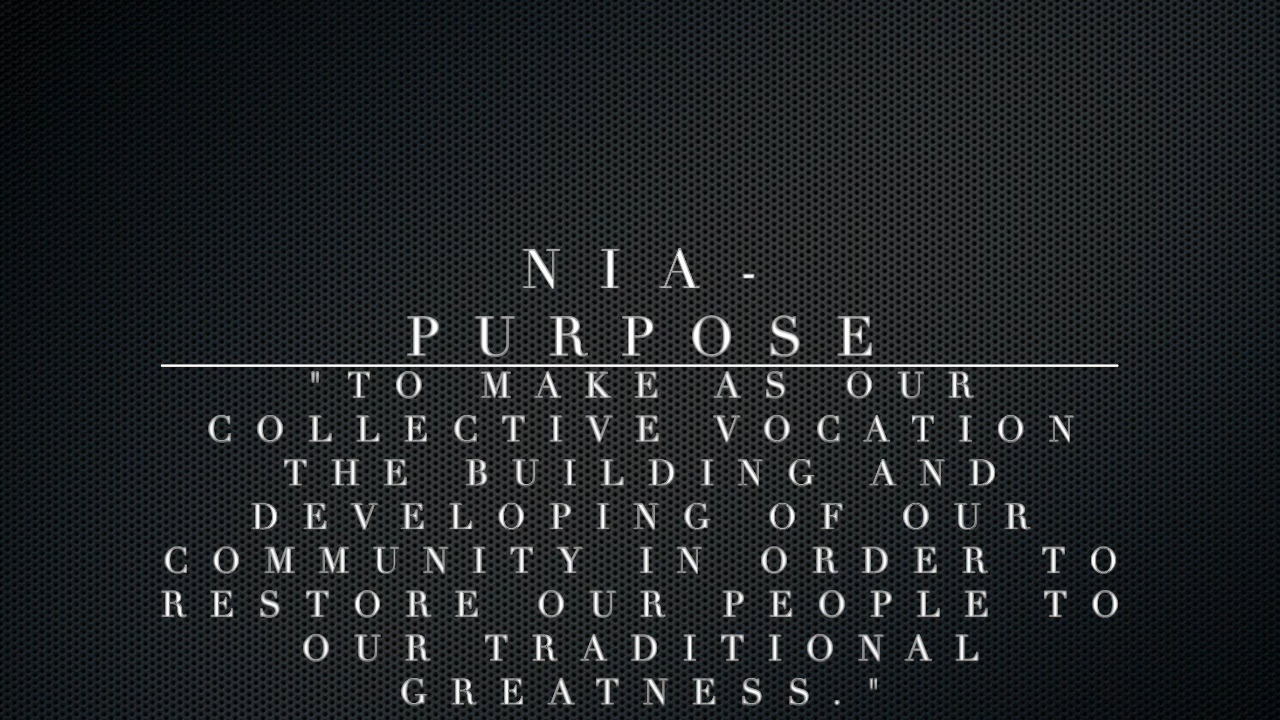 NIA-
PURPOSE
"TO MAKE AS OUR
COLLECTIVE VOCATION
THE BUILDING AND
DEVELOPING OF OUR
COMMUNITY IN ORDER TO
RESTORE OUR PEOPLE TO
OUR TRADITIONAL
GREATNESS."